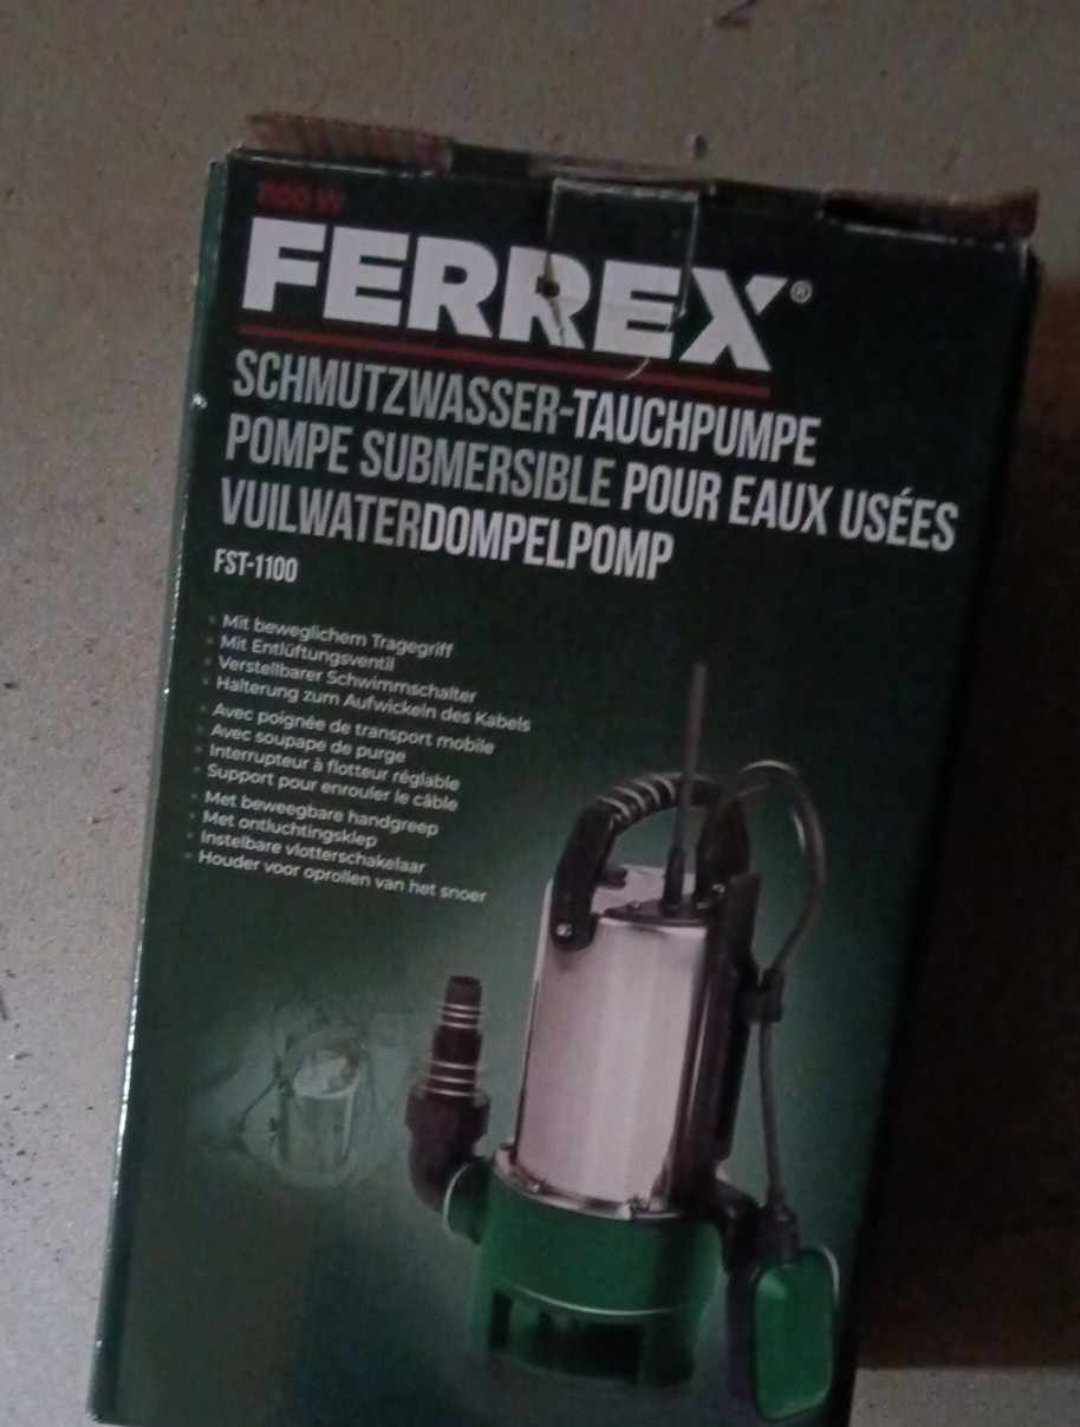 1100 W
FERREX®
SCHMUTZWASSER-TAUCHPUMPE
POMPE SUBMERSIBLE POUR EAUX USÉES
VUILWATERDOMPELPOMP
FST-1100
• Mit beweglichem Tragegriff
• Mit Entlüftungsventil
• Verstellbarer Schwimmschalter
• Halterung zum Aufwickeln des Kabels
• Avec poignée de transport mobile
• Avec soupape de purge
• Interrupteur à flotteur réglable
• Support pour enrouler le câble
• Met beweegbare handgreep
• Met ontluchtingsklep
• Instelbare vlotterschakelaar
• Houder voor oprollen van het snoer